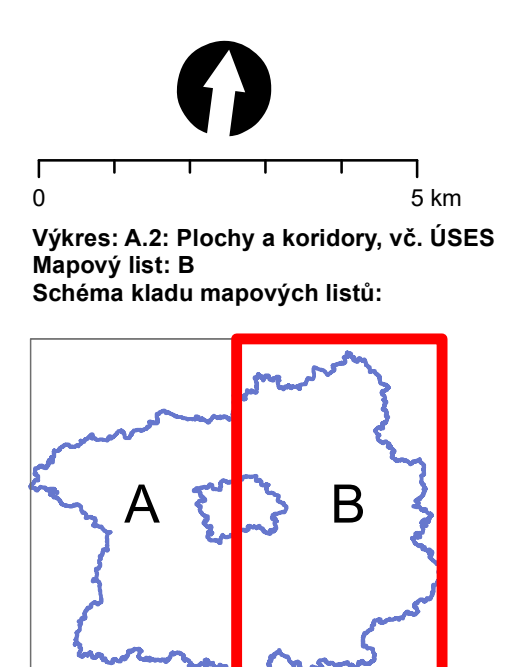 0 5 km
Výkres: A.2: Plochy a koridory, vč. ÚSES
Mapový list: B
Schéma kladu mapových listů:
A B